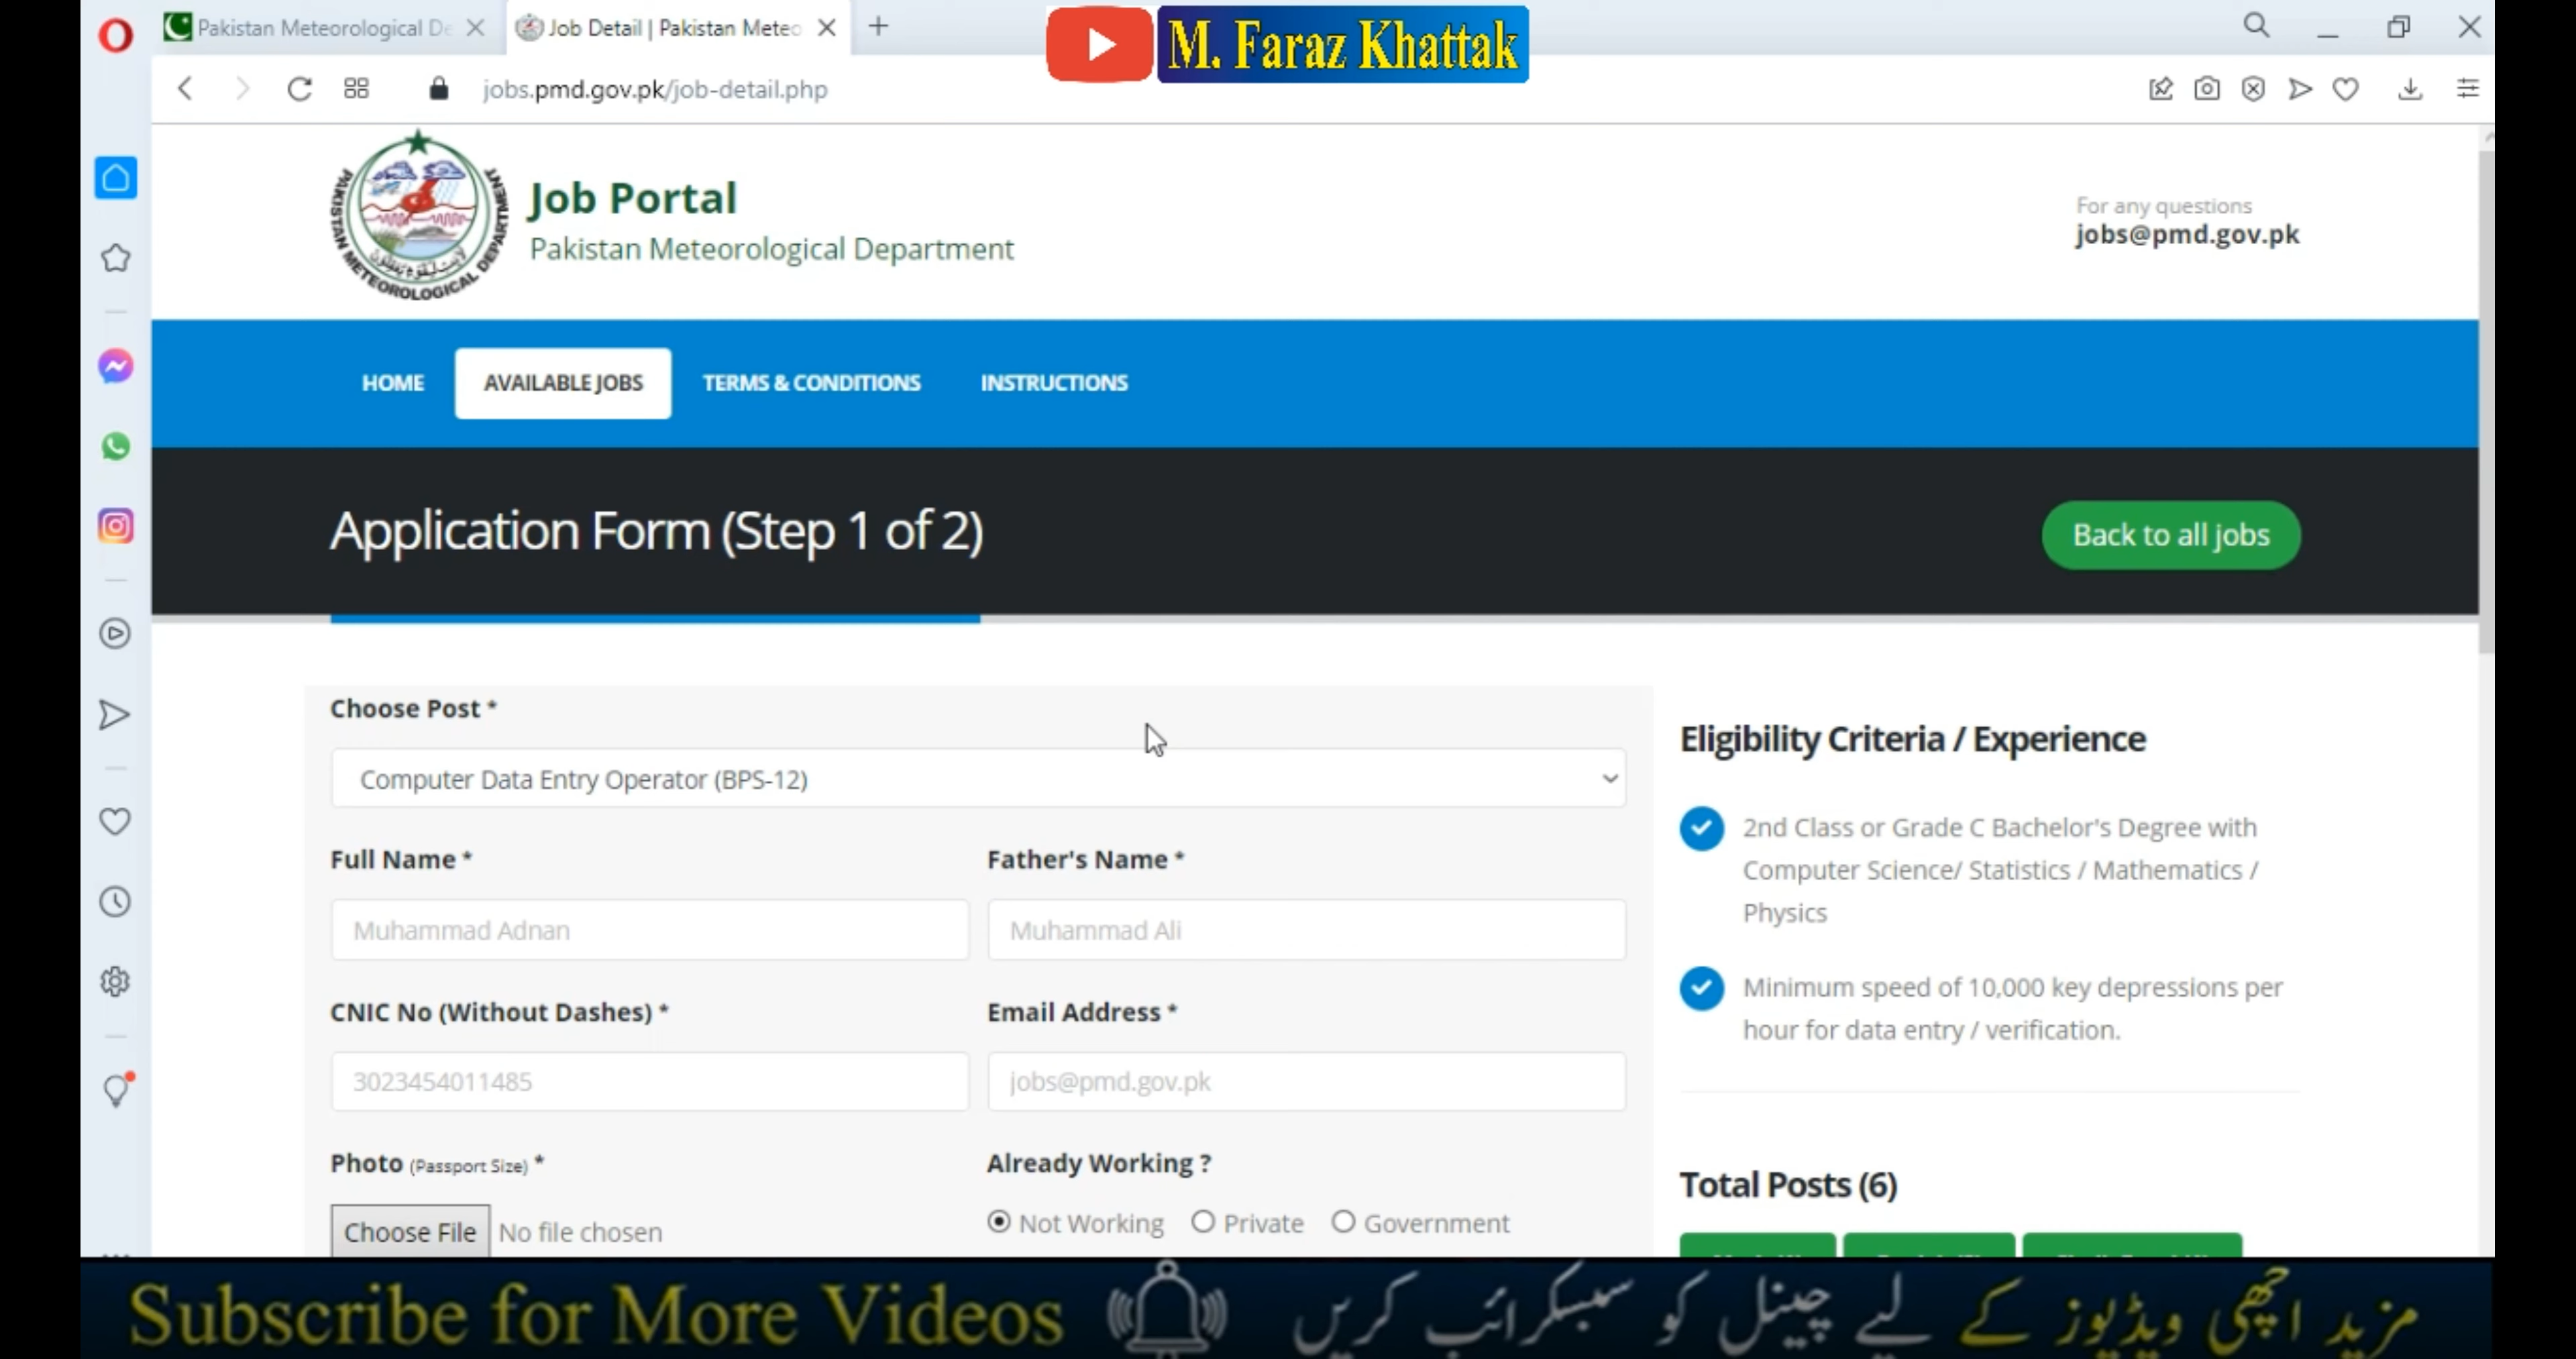 Pakistan Meteorological De
Job Detail | Pakistan Meteo
M. Faraz Khattak
jobs.pmd.gov.pk/job-detail.php
PAKISTAN METEOROLOGICAL DEPARTMENT
Job Portal
Pakistan Meteorological Department
For any questions
jobs@pmd.gov.pk
HOME AVAILABLE JOBS TERMS & CONDITIONS INSTRUCTIONS
Application Form (Step 1 of 2)
Back to all jobs
Choose Post *
Computer Data Entry Operator (BPS-12)
Full Name *
Father's Name *
Muhammad Adnan
Muhammad Ali
CNIC No (Without Dashes) *
Email Address *
3023454011485
jobs@pmd.gov.pk
Photo (Passport Size) *
Already Working ?
Choose File No file chosen
Not Working Private Government
Eligibility Criteria / Experience
2nd Class or Grade C Bachelor's Degree with
Computer Science/ Statistics / Mathematics /
Physics
Minimum speed of 10,000 key depressions per
hour for data entry / verification.
Total Posts (6)
Subscribe for More Videos
مزید اچھی ویڈیوز کے لیے چینل کو سبسکرائب کریں